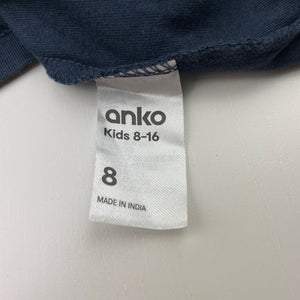 anko
Kids 8-16
8
MADE IN INDIA